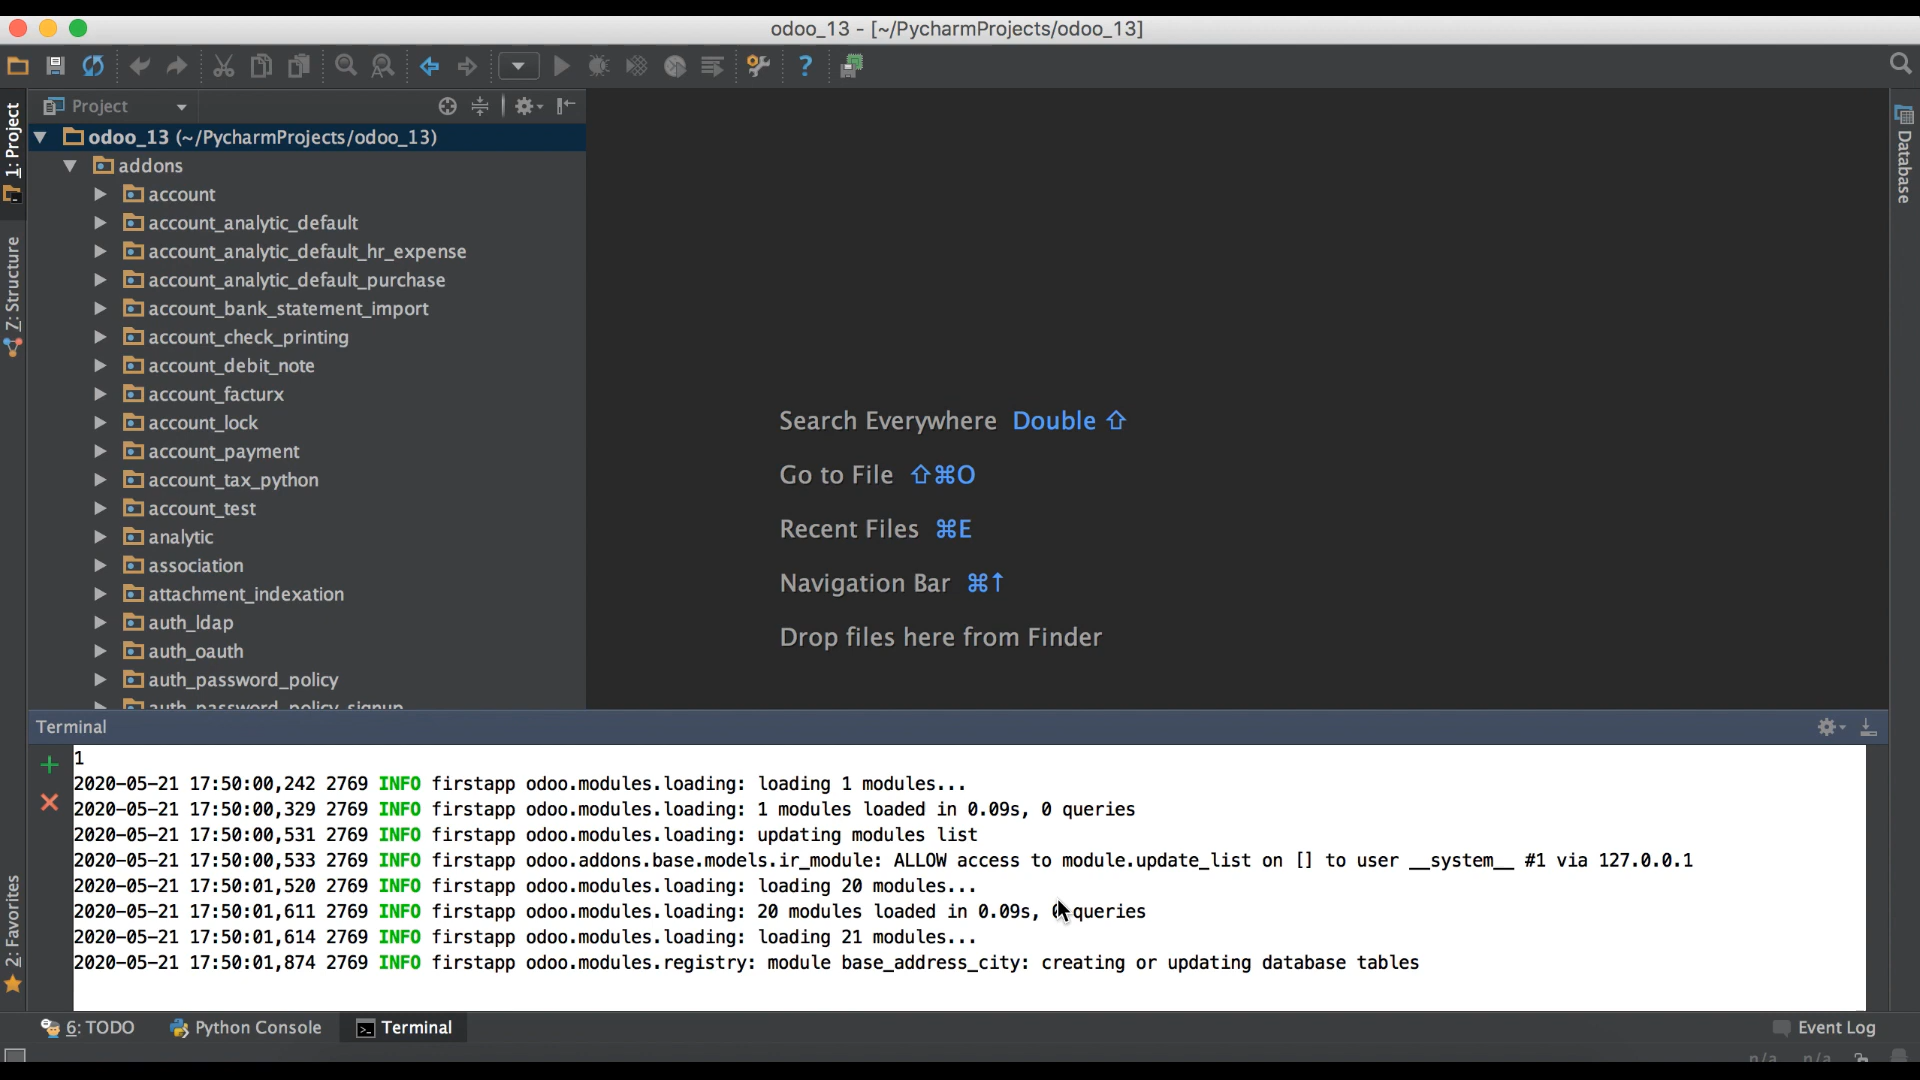 odoo_13 - [~/PycharmProjects/odoo_13]
Project
1: Project
odoo_13 (~/PycharmProjects/odoo_13)
addons
account
account_analytic_default
account_analytic_default_hr_expense
account_analytic_default_purchase
account_bank_statement_import
account_check_printing
account_debit_note
account_facturx
account_lock
account_payment
account_tax_python
account_test
analytic
association
attachment_indexation
auth_ldap
auth_oauth
auth_password_policy
auth_password_policy_signup
Z: Structure
2: Favorites
Database
Search Everywhere Double ⇧
Go to File ⇧⌘O
Recent Files ⌘E
Navigation Bar ⌘↑
Drop files here from Finder
Terminal
1
2020-05-21 17:50:00,242 2769 INFO firstapp odoo.modules.loading: loading 1 modules...
2020-05-21 17:50:00,329 2769 INFO firstapp odoo.modules.loading: 1 modules loaded in 0.09s, 0 queries
2020-05-21 17:50:00,531 2769 INFO firstapp odoo.modules.loading: updating modules list
2020-05-21 17:50:00,533 2769 INFO firstapp odoo.addons.base.models.ir_module: ALLOW access to module.update_list on [] to user __system__ #1 via 127.0.0.1
2020-05-21 17:50:01,520 2769 INFO firstapp odoo.modules.loading: loading 20 modules...
2020-05-21 17:50:01,611 2769 INFO firstapp odoo.modules.loading: 20 modules loaded in 0.09s, 0 queries
2020-05-21 17:50:01,614 2769 INFO firstapp odoo.modules.loading: loading 21 modules...
2020-05-21 17:50:01,874 2769 INFO firstapp odoo.modules.registry: module base_address_city: creating or updating database tables
6: TODO
Python Console
Terminal
Event Log
n/a n/a